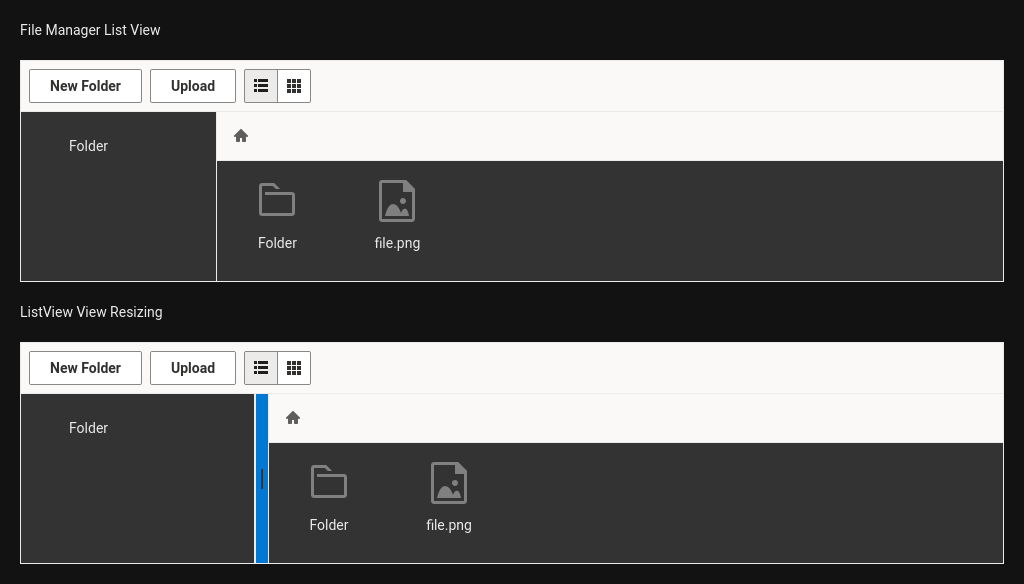 File Manager List View
New Folder Upload
Folder
Folder file.png
ListView View Resizing
New Folder Upload
Folder
Folder file.png